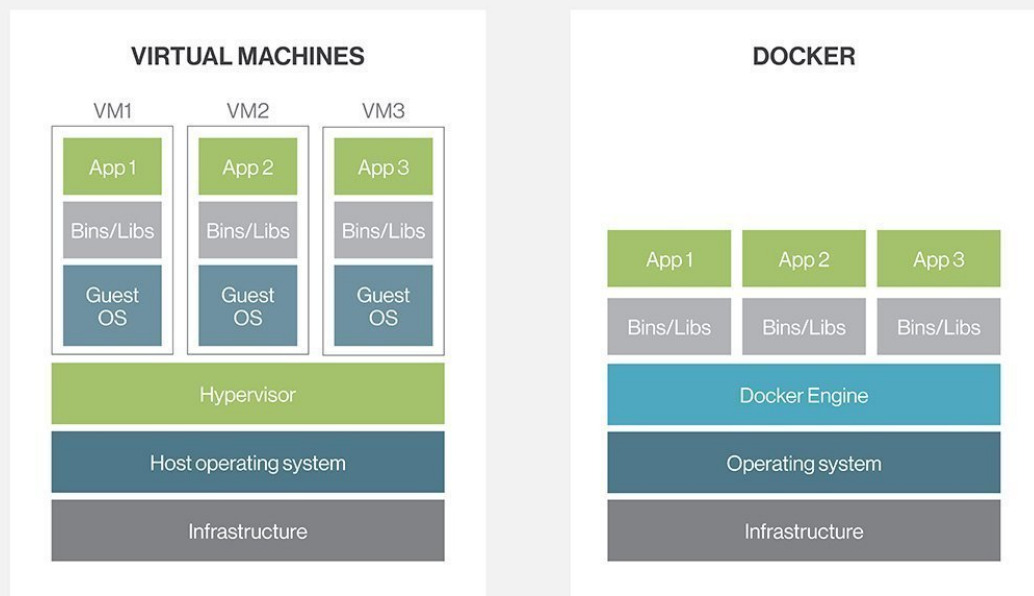 VIRTUAL MACHINES
VM1
VM2
VM3
App 1
App 2
App 3
Bins/Libs
Bins/Libs
Bins/Libs
Guest
OS
Guest
OS
Guest
OS
Hypervisor
Host operating system
Infrastructure
DOCKER
App 1
App 2
App 3
Bins/Libs
Bins/Libs
Bins/Libs
Docker Engine
Operating system
Infrastructure